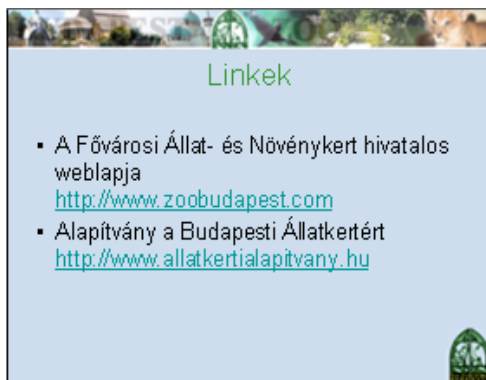 Linkek
▪ A Fővárosi Állat- és Növénykert hivatalos
weblapja
http://www.zoobudapest.com
▪ Alapítvány a Budapesti Állatkertért
http://www.allatkertialapitvany.hu